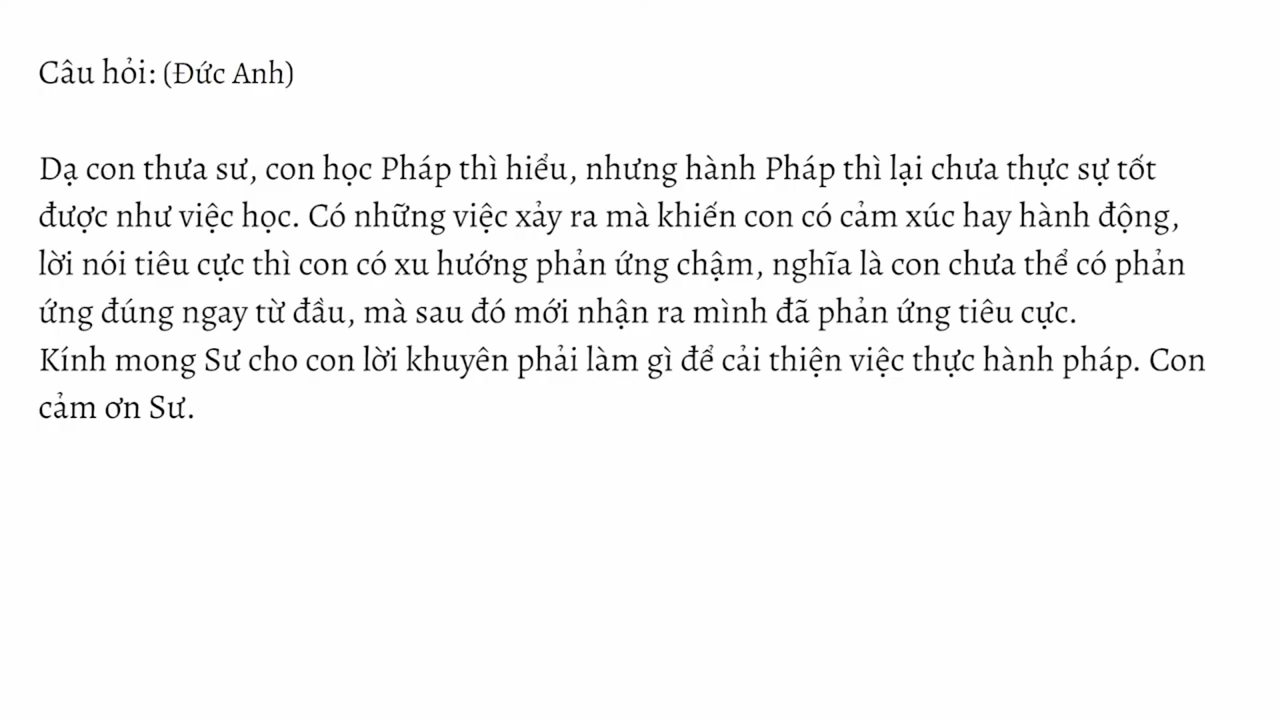 Câu hỏi: (Đức Anh)
Dạ con thưa sư, con học Pháp thì hiểu, nhưng hành Pháp thì lại chưa thực sự tốt
được như việc học. Có những việc xảy ra mà khiến con có cảm xúc hay hành động,
lời nói tiêu cực thì con có xu hướng phản ứng chậm, nghĩa là con chưa thể có phản
ứng đúng ngay từ đầu, mà sau đó mới nhận ra mình đã phản ứng tiêu cực.
Kính mong Sư cho con lời khuyên phải làm gì để cải thiện việc thực hành pháp. Con
cảm ơn Sư.